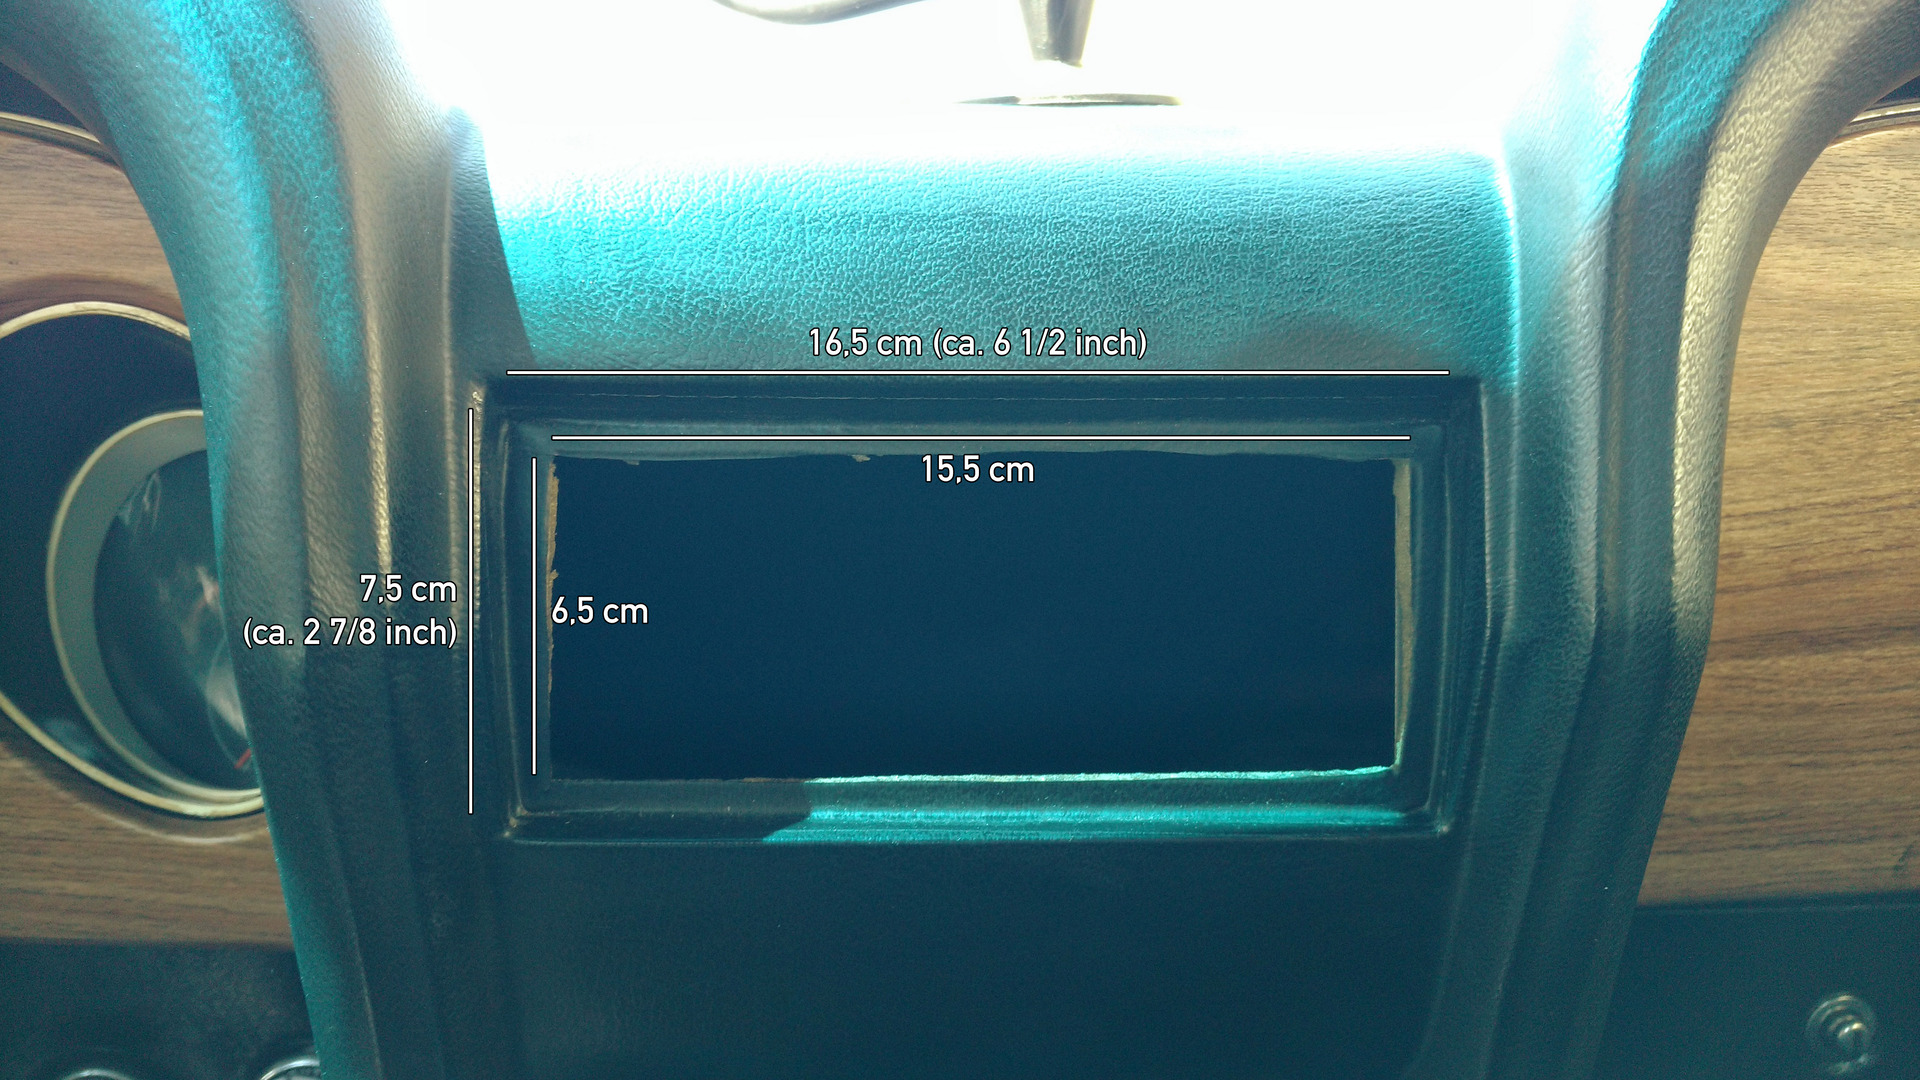 16,5 cm (ca. 6 1/2 inch)
15,5 cm
7,5 cm
(ca. 2 7/8 inch)
6,5 cm